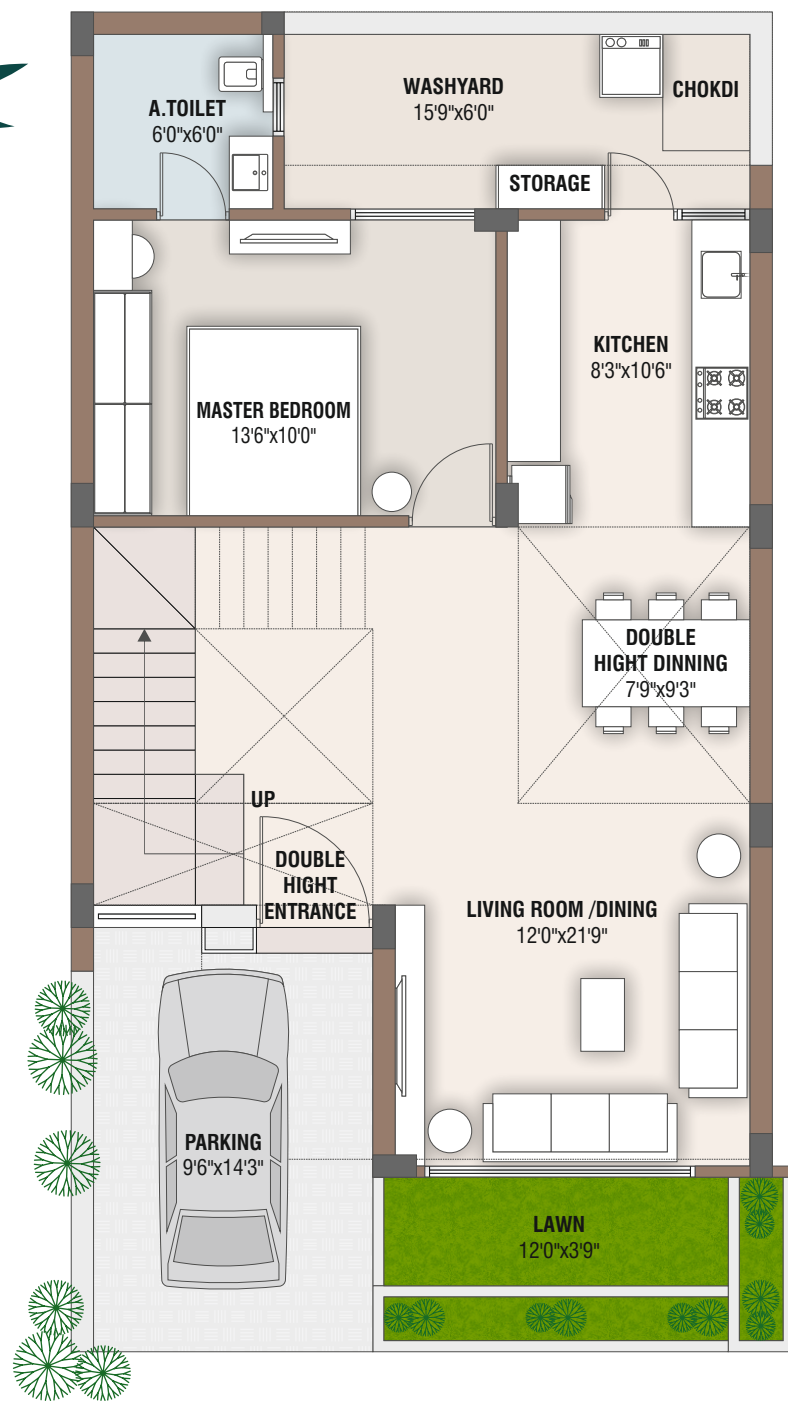 A.TOILET
6'0"x6'0"
WASHYARD
15'9"x6'0"
CHOKDI
STORAGE
KITCHEN
8'3"x10'6"
MASTER BEDROOM
13'6"x10'0"
DOUBLE
HIGHT DINNING
7'9"x9'3"
UP
DOUBLE
HIGHT
ENTRANCE
LIVING ROOM /DINING
12'0"x21'9"
PARKING
9'6"x14'3"
LAWN
12'0"x3'9"